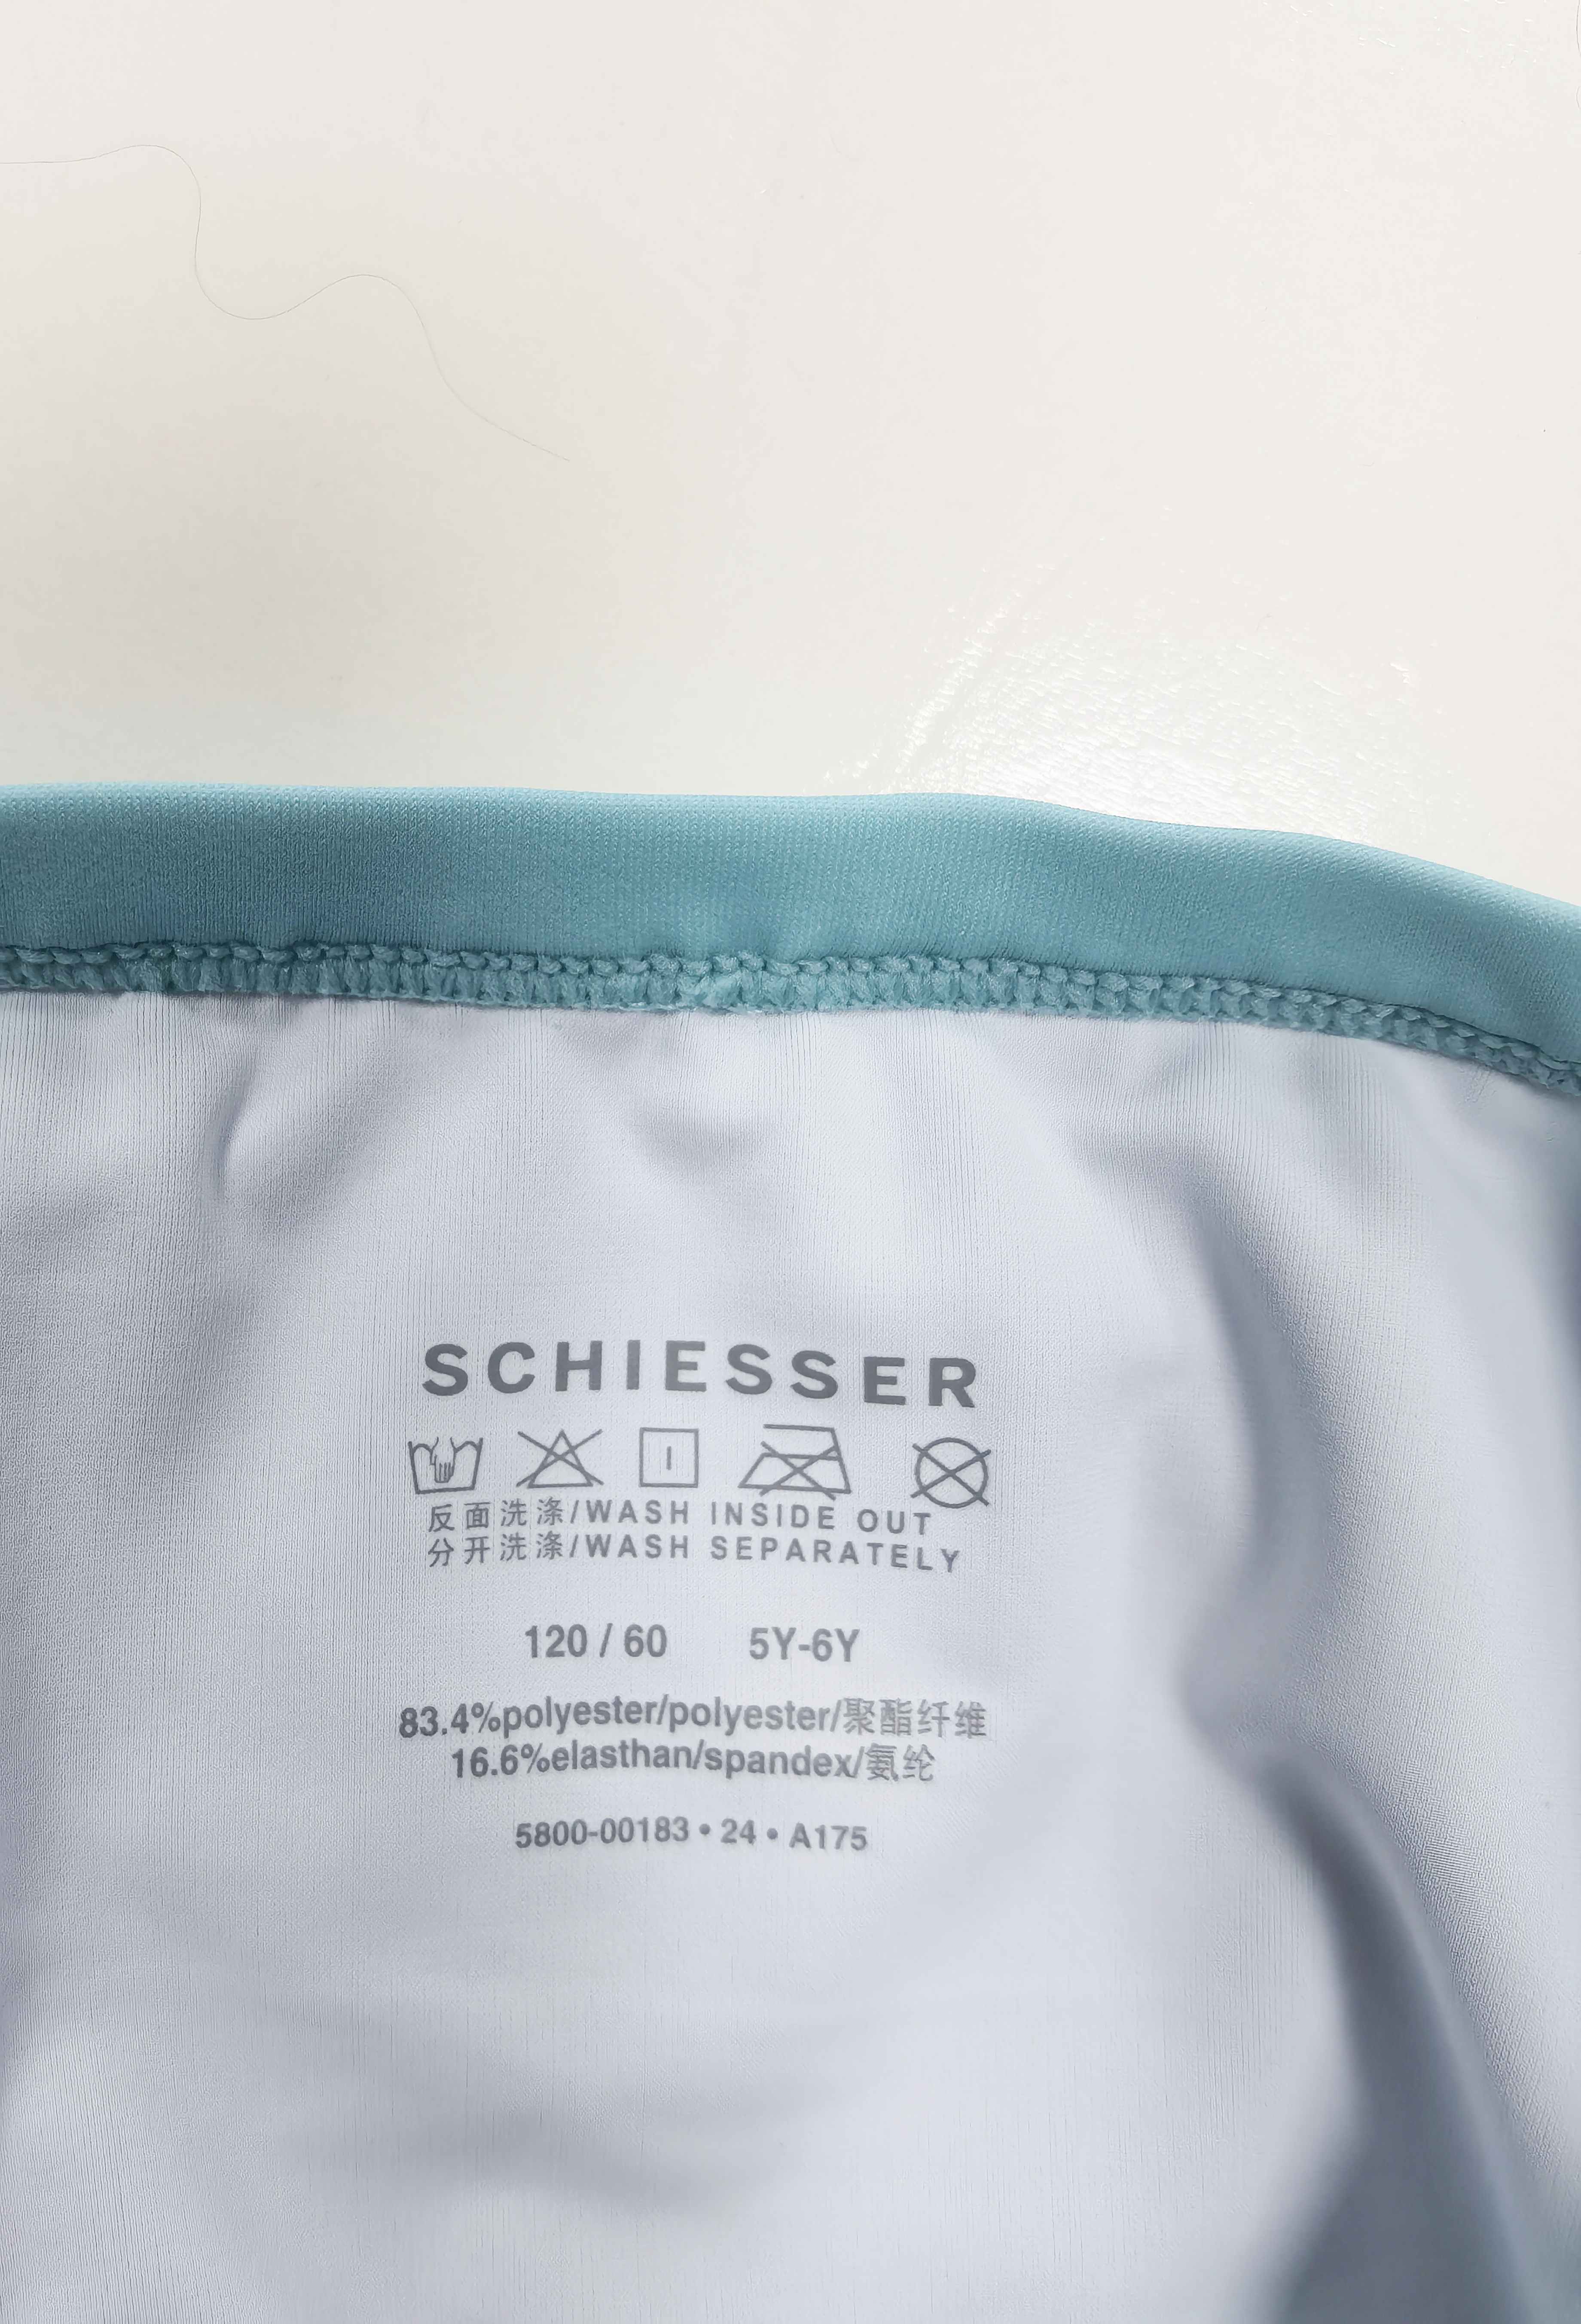 SCHIESSER
反面洗涤/WASH INSIDE OUT
分开洗涤/WASH SEPARATELY
120 / 60 5Y-6Y
83.4%polyester/polyester/聚酯纤维
16.6%elasthan/spandex/氨纶
5800-00183 • 24 • A175